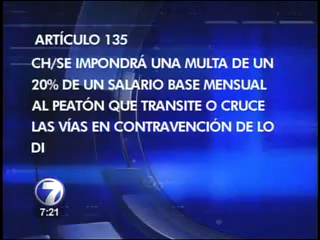 ARTÍCULO 135
CH/SE IMPONDRÁ UNA MULTA DE UN
20% DE UN SALARIO BASE MENSUAL
AL PEATÓN QUE TRANSITE O CRUCE
LAS VÍAS EN CONTRAVENCIÓN DE LO
DI
7
7:21